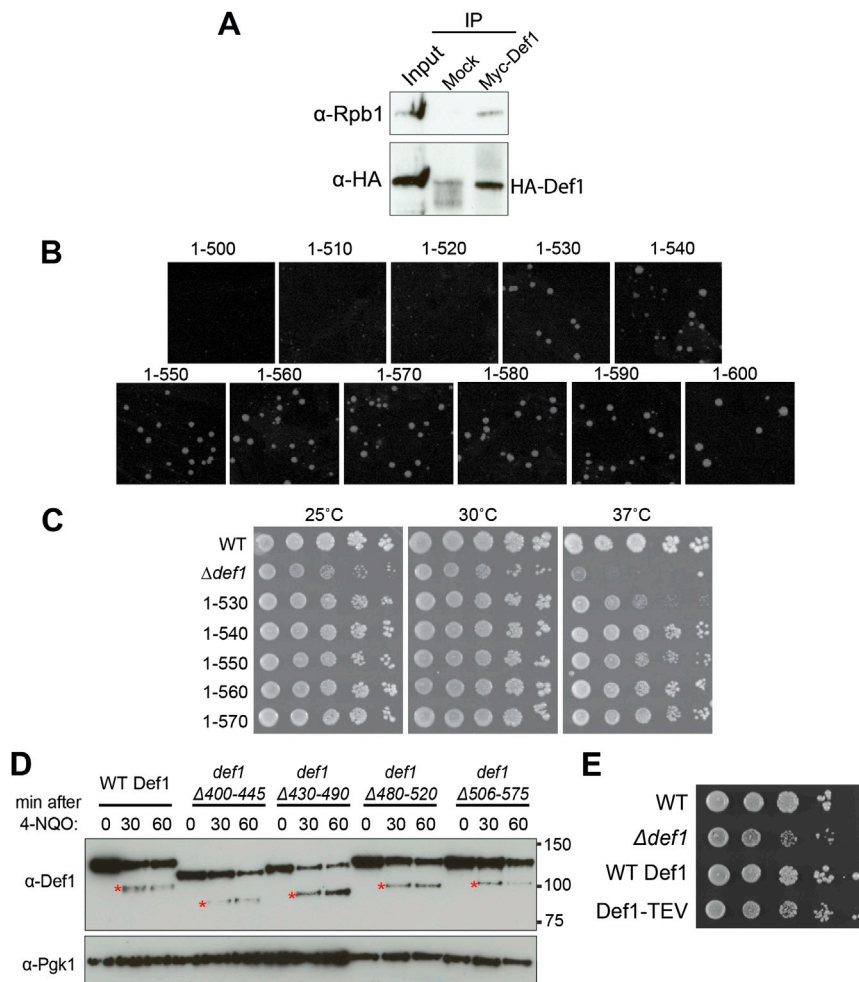 A
IP
Input Mock Myc-Def1
α-Rpb1
α-HA HA-Def1
B
1-500 1-510 1-520 1-530 1-540
1-550 1-560 1-570 1-580 1-590 1-600
C
25°C 30°C 37°C
WT
Δdef1
1-530
1-540
1-550
1-560
1-570
D
WT Def1 def1 def1 def1 def1
Δ400-445 Δ430-490 Δ480-520 Δ506-575
min after
4-NQO: 0 30 60 0 30 60 0 30 60 0 30 60 0 30 60
150
α-Def1
* * * * * 100
75
α-Pgk1
E
WT
Δdef1
WT Def1
Def1-TEV